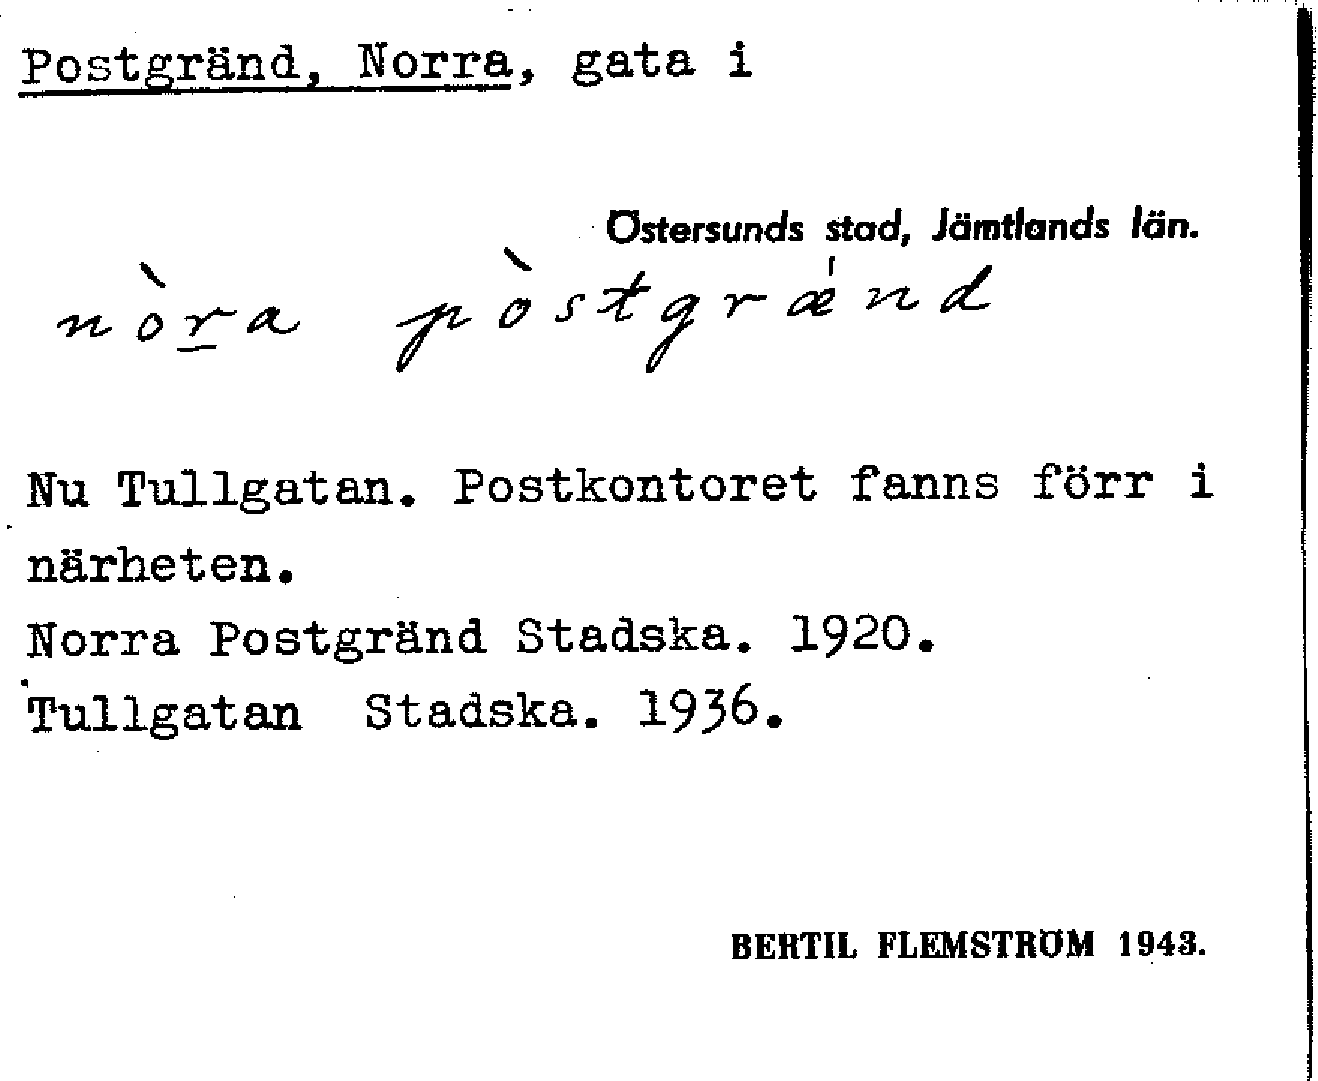 Postgränd, Norra, gata i
Östersunds stad, Jämtlands län.
nòra pòstgrǽnd
Nu Tullgatan. Postkontoret fanns förr i
närheten.
Norra Postgränd Stadska. 1920.
Tullgatan Stadska. 1936.
BERTIL FLEMSTRÖM 1943.